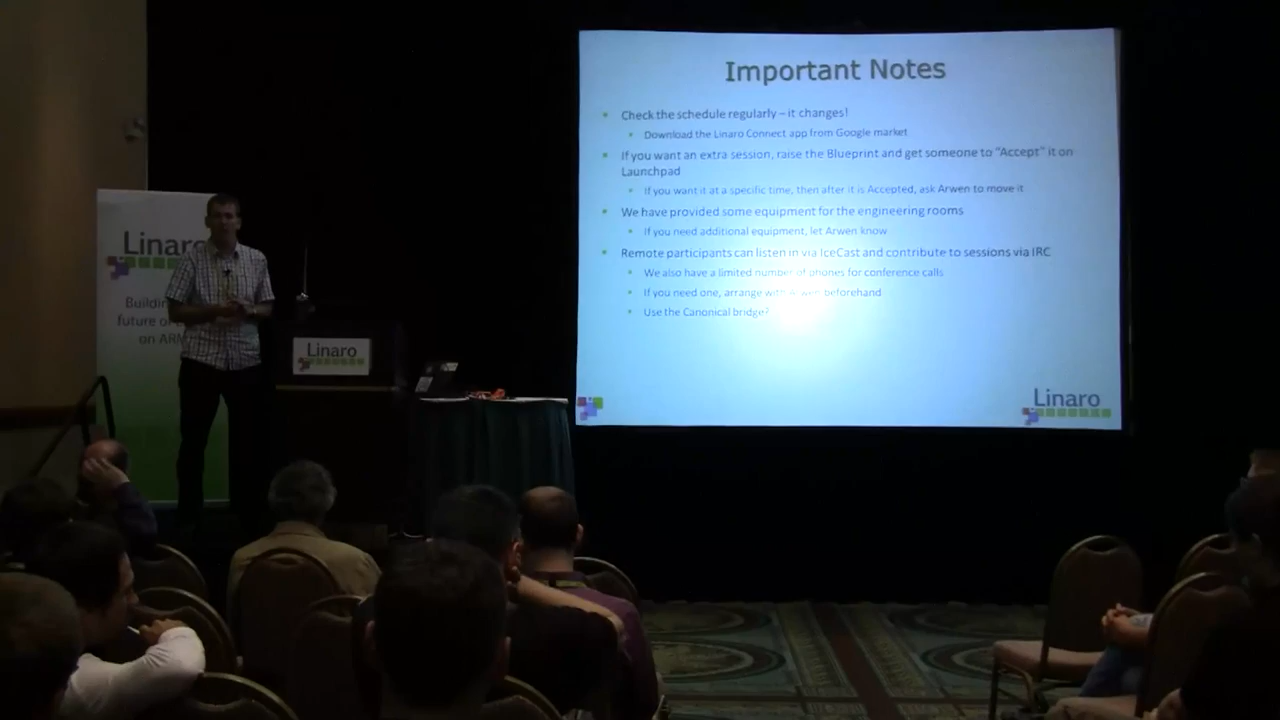 Important Notes
Check the schedule regularly – it changes!
Download the Linaro Connect app from Google market
If you want an extra session, raise the Blueprint and get someone to "Accept" it on
Launchpad
If you want it at a specific time, then after it is Accepted, ask Arwen to move it
We have provided some equipment for the engineering rooms
If you need additional equipment, let Arwen know
Remote participants can listen in via IceCast and contribute to sessions via IRC
We also have a limited number of phones for conference calls
If you need one, arrange with Arwen beforehand
Use the Canonical bridge?
Linaro
Linaro
Linaro
future
on ARM